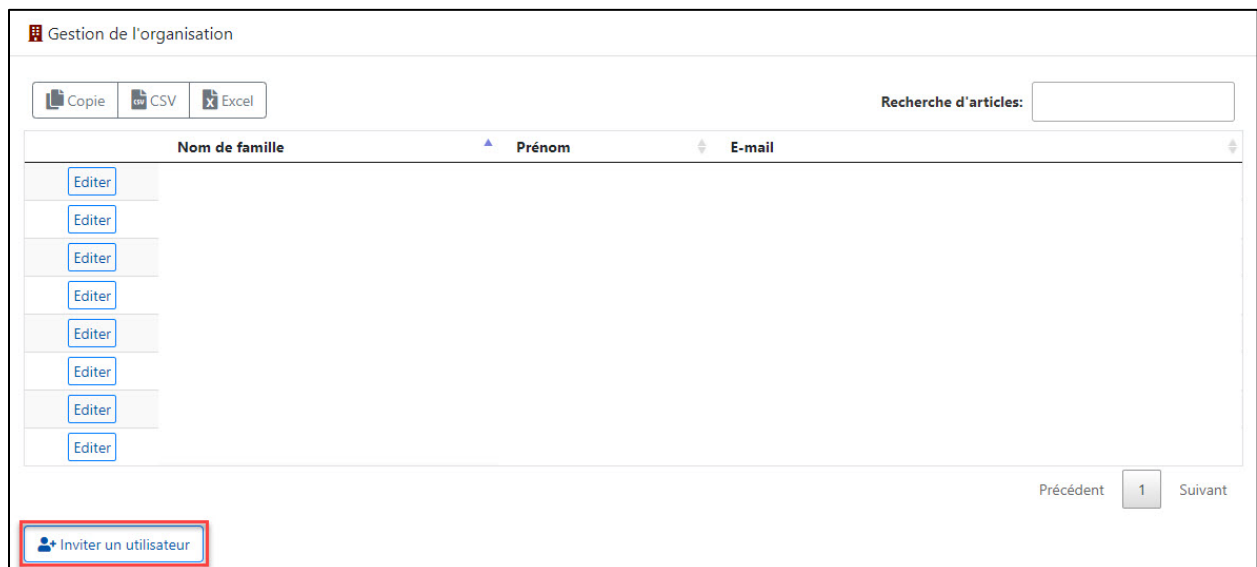 Gestion de l'organisation
Copie CSV Excel Recherche d'articles:
Nom de famille Prénom E-mail
Editer
Editer
Editer
Editer
Editer
Editer
Editer
Editer
Précédent 1 Suivant
Inviter un utilisateur